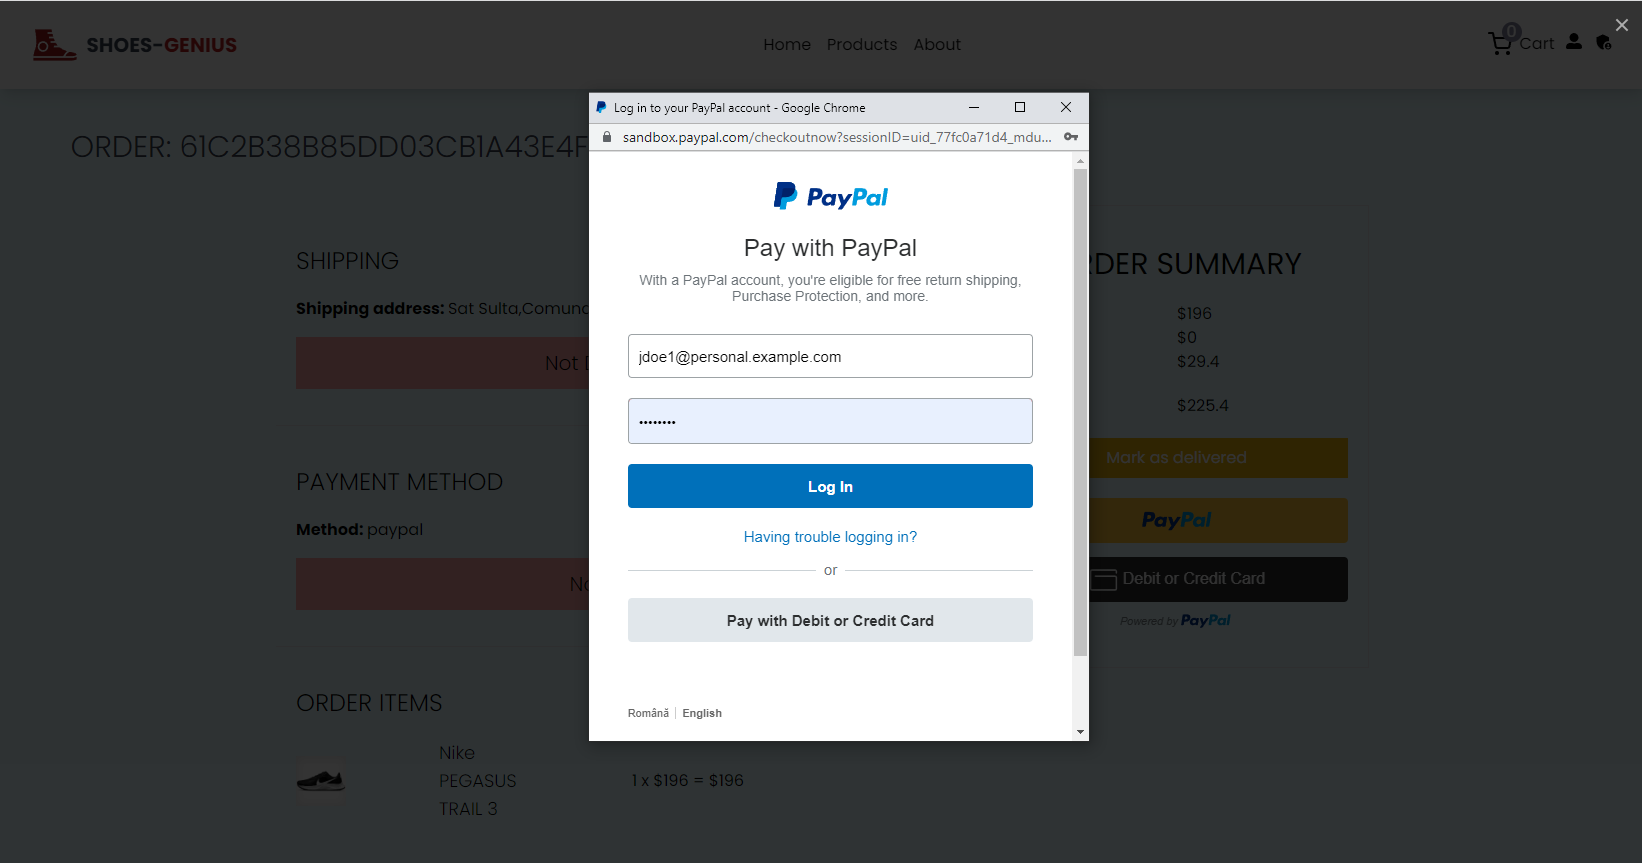 SHOES-GENIUS
Home Products About
0
Cart
Log in to your PayPal account - Google Chrome
sandbox.paypal.com/checkoutnow?sessionID=uid_77fc0a71d4_mdu...
ORDER: 61C2B38B85DD03CB1A43E4F
PayPal
Pay with PayPal
With a PayPal account, you're eligible for free return shipping,
Purchase Protection, and more.
jdoe1@personal.example.com
••••••••
Log In
Having trouble logging in?
or
Pay with Debit or Credit Card
Română English
SHIPPING
Shipping address: Sat Sulta,Comuna
Not
PAYMENT METHOD
Method: paypal
ORDER ITEMS
Nike
PEGASUS
TRAIL 3
1 x $196 = $196
RDER SUMMARY
$196
$0
$29.4
$225.4
Mark as delivered
PayPal
Debit or Credit Card
Powered by PayPal